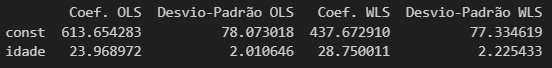 Coef. OLS Desvio-Padrão OLS Coef. WLS Desvio-Padrão WLS
const 613.654283 78.073018 437.672910 77.334619
idade 23.968972 2.010646 28.750011 2.225433